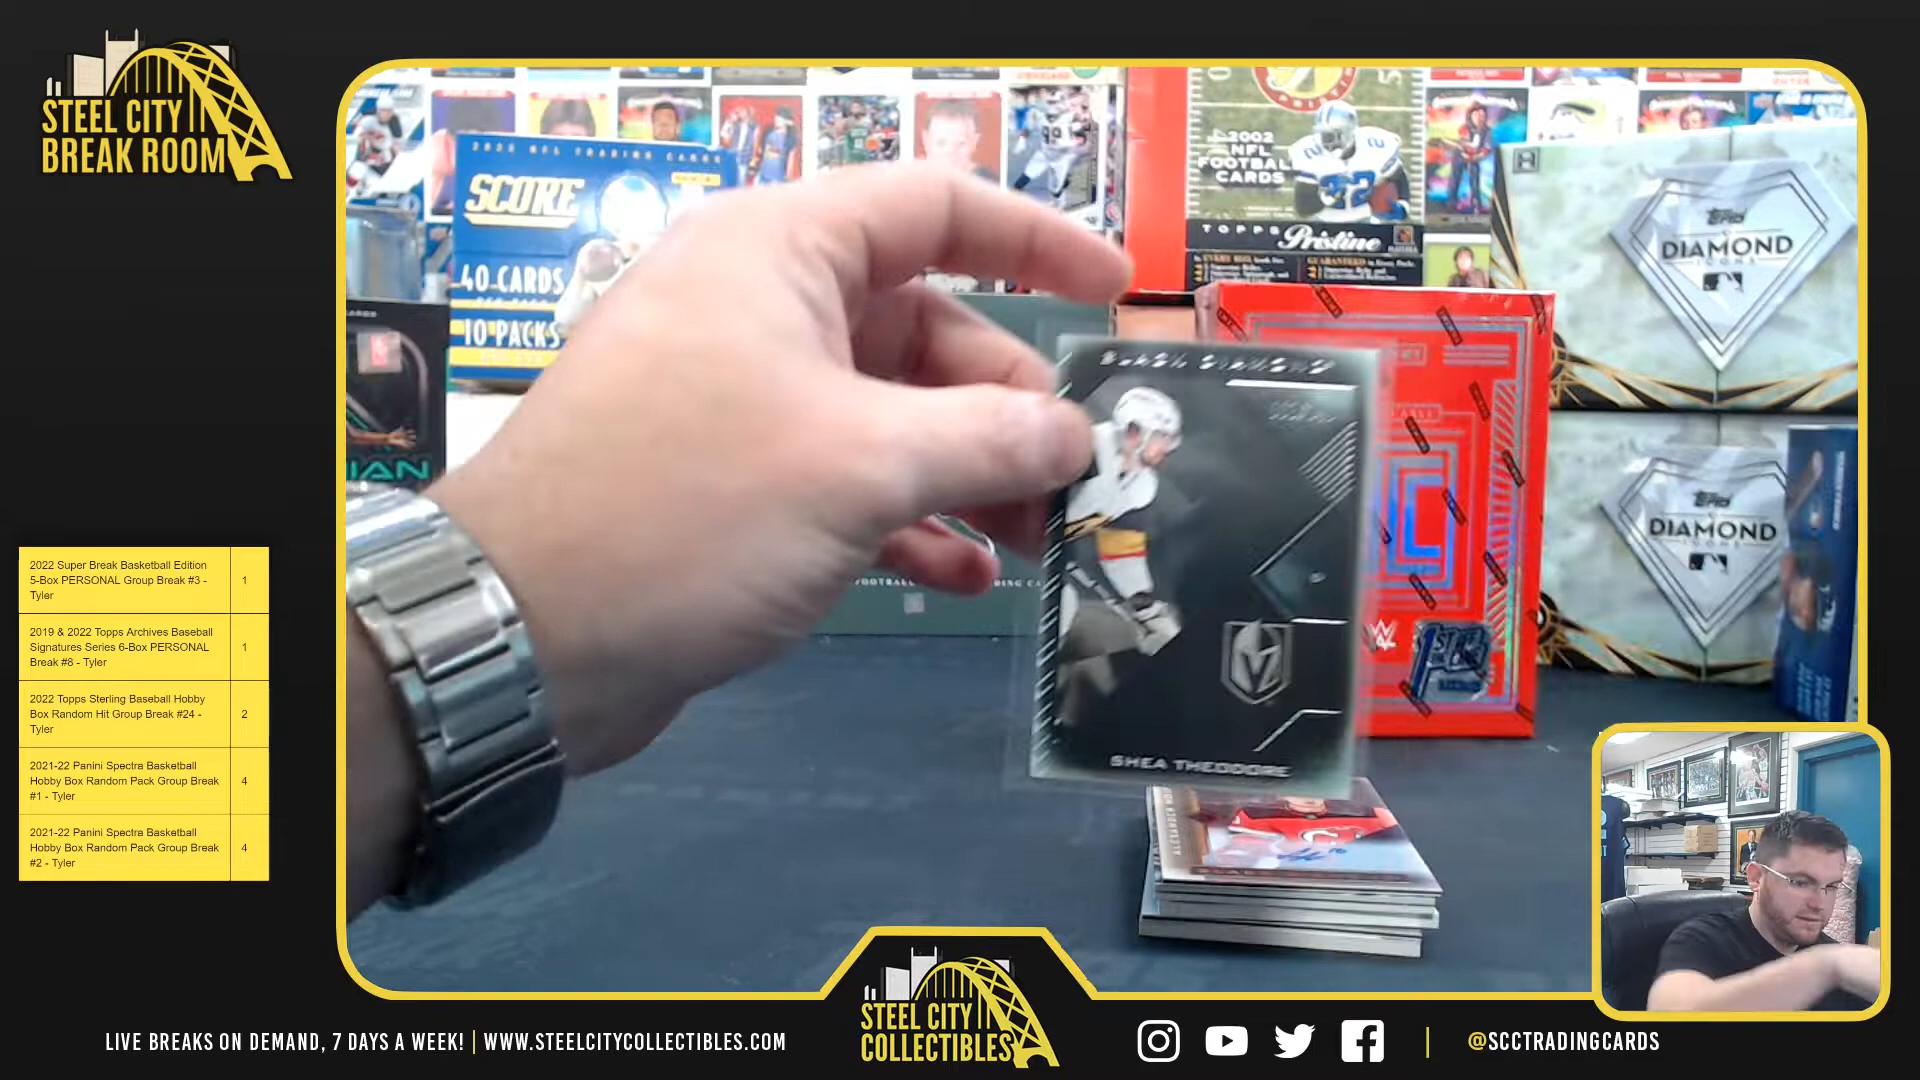 STEEL CITY
BREAK ROOM
SCORE
40 CARDS
10 PACKS
IAN
2002
NFL
FOOTBALL
CARDS
TOPPS Pristine
TOPPS
DIAMOND
TOPPS
DIAMOND
BLACK DIAMOND
SHEA THEODORE
2022 Super Break Basketball Edition
5-Box PERSONAL Group Break #3 -
Tyler
1
2019 & 2022 Topps Archives Baseball
Signatures Series 6-Box PERSONAL
Break #8 - Tyler
1
2022 Topps Sterling Baseball Hobby
Box Random Hit Group Break #24 -
Tyler
2
2021-22 Panini Spectra Basketball
Hobby Box Random Pack Group Break
#1 - Tyler
4
2021-22 Panini Spectra Basketball
Hobby Box Random Pack Group Break
#2 - Tyler
4
LIVE BREAKS ON DEMAND, 7 DAYS A WEEK! | WWW.STEELCITYCOLLECTIBLES.COM
STEEL CITY
COLLECTIBLES
@SCCTRADINGCARDS